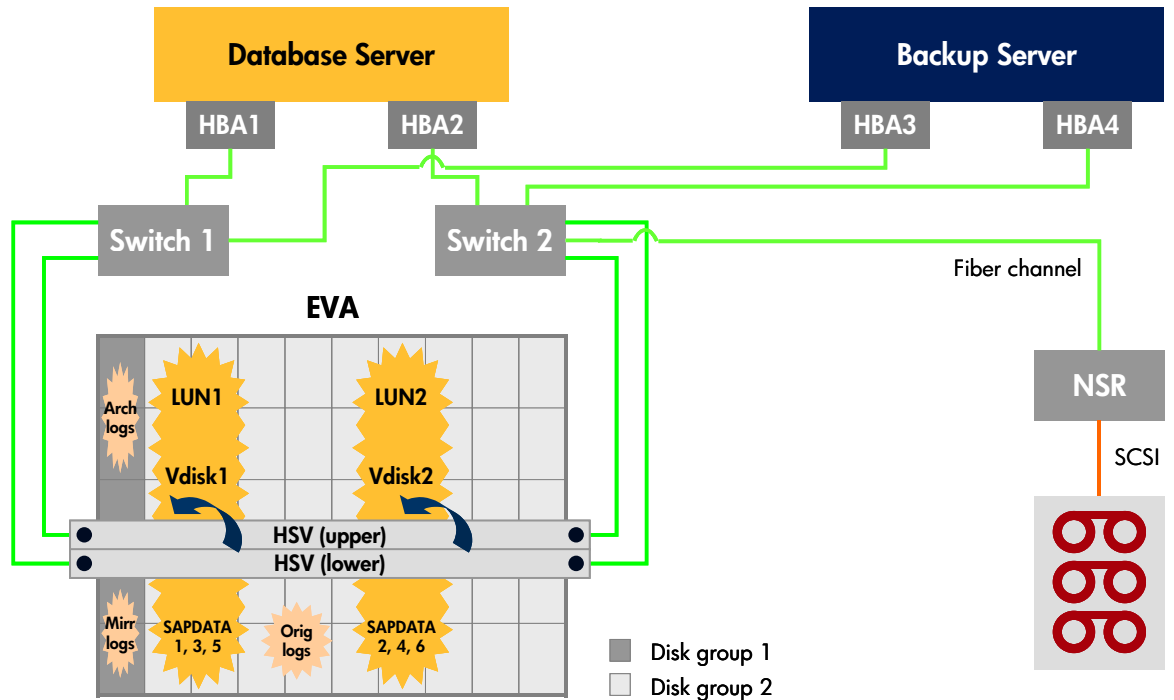 Database Server
Backup Server
HBA1
HBA2
HBA3
HBA4
Switch 1
Switch 2
Fiber channel
EVA
NSR
SCSI
Arch
logs
LUN1
LUN2
Vdisk1
Vdisk2
HSV (upper)
HSV (lower)
Mirr
logs
SAPDATA
1, 3, 5
Orig
logs
SAPDATA
2, 4, 6
Disk group 1
Disk group 2